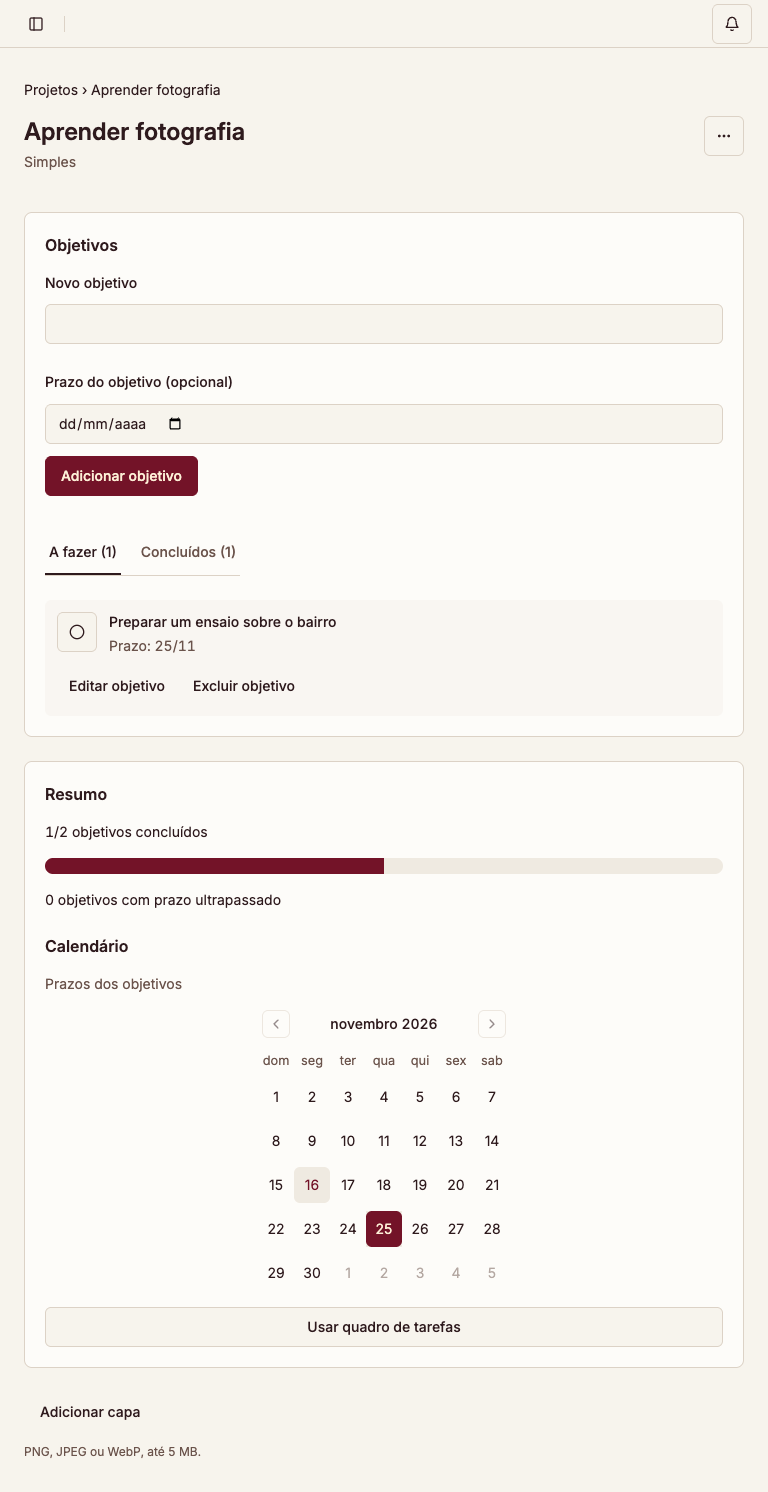 Projetos › Aprender fotografia
Aprender fotografia
Simples
Objetivos
Novo objetivo
Prazo do objetivo (opcional)
dd/mm/aaaa
Adicionar objetivo
A fazer (1) Concluídos (1)
Preparar um ensaio sobre o bairro
Prazo: 25/11
Editar objetivo Excluir objetivo
Resumo
1/2 objetivos concluídos
0 objetivos com prazo ultrapassado
Calendário
Prazos dos objetivos
novembro 2026
dom seg ter qua qui sex sab
1 2 3 4 5 6 7
8 9 10 11 12 13 14
15 16 17 18 19 20 21
22 23 24 25 26 27 28
29 30 1 2 3 4 5
Usar quadro de tarefas
Adicionar capa
PNG, JPEG ou WebP, até 5 MB.